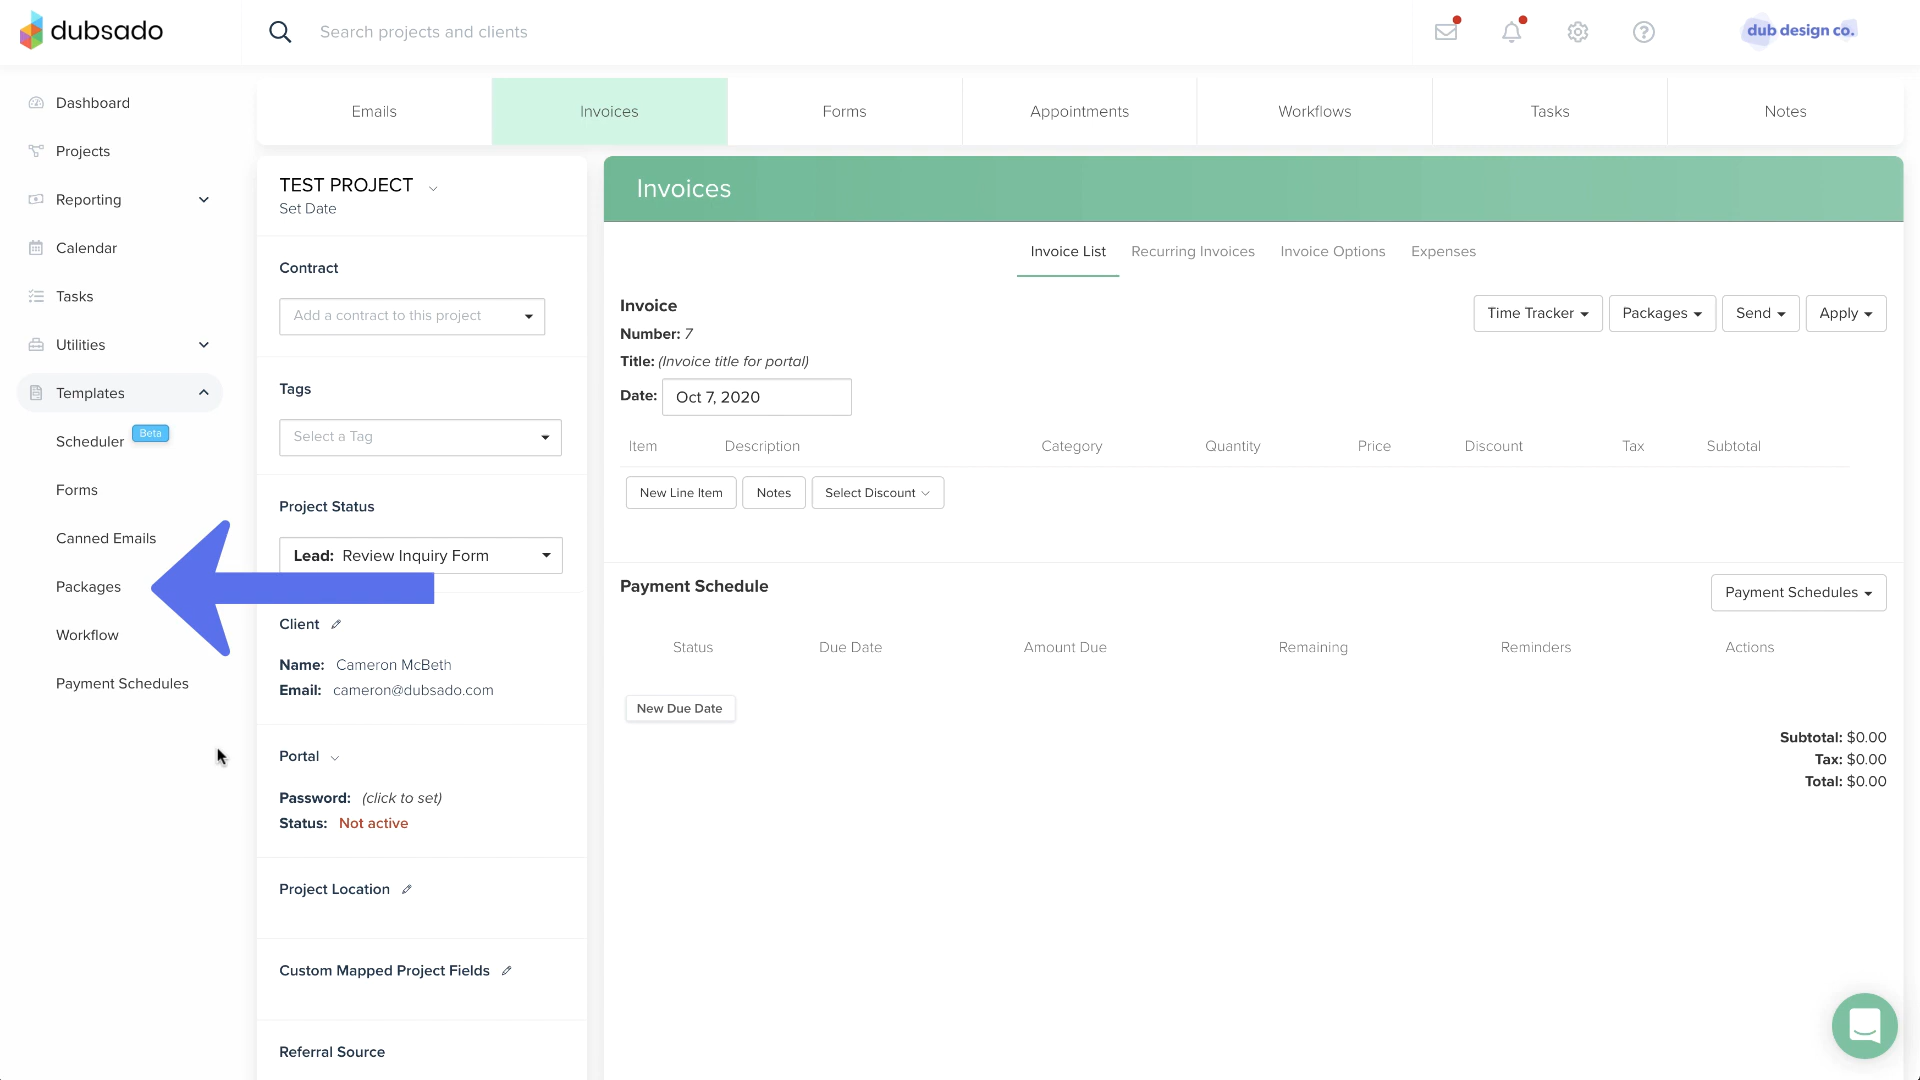 dubsado
Search projects and clients
dub design co.
Dashboard
Projects
Reporting
Calendar
Tasks
Utilities
Templates
Scheduler Beta
Forms
Canned Emails
Packages
Workflow
Payment Schedules
Emails Invoices Forms Appointments Workflows Tasks Notes
TEST PROJECT
Set Date
Contract
Add a contract to this project
Tags
Select a Tag
Project Status
Lead: Review Inquiry Form
Client
Name: Cameron McBeth
Email: cameron@dubsado.com
Portal
Password: (click to set)
Status: Not active
Project Location
Custom Mapped Project Fields
Referral Source
Invoices
Invoice List Recurring Invoices Invoice Options Expenses
Invoice
Time Tracker Packages Send Apply
Number: 7
Title: (Invoice title for portal)
Date: Oct 7, 2020
Item Description Category Quantity Price Discount Tax Subtotal
New Line Item Notes Select Discount
Payment Schedule
Payment Schedules
Status Due Date Amount Due Remaining Reminders Actions
New Due Date
Subtotal: $0.00
Tax: $0.00
Total: $0.00